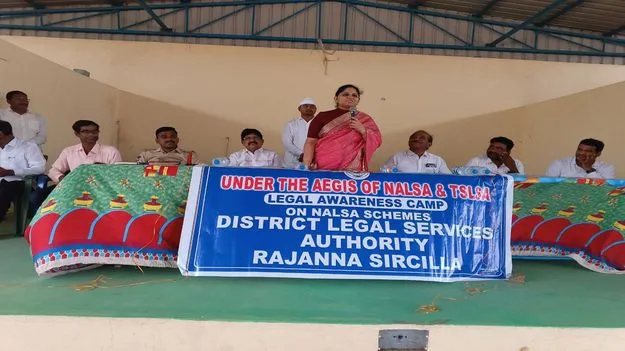 UNDER THE AEGIS OF NALSA & TSLSA
LEGAL AWARENESS CAMP
ON NALSA SCHEMES
DISTRICT LEGAL SERVICES
AUTHORITY
RAJANNA SIRCILLA